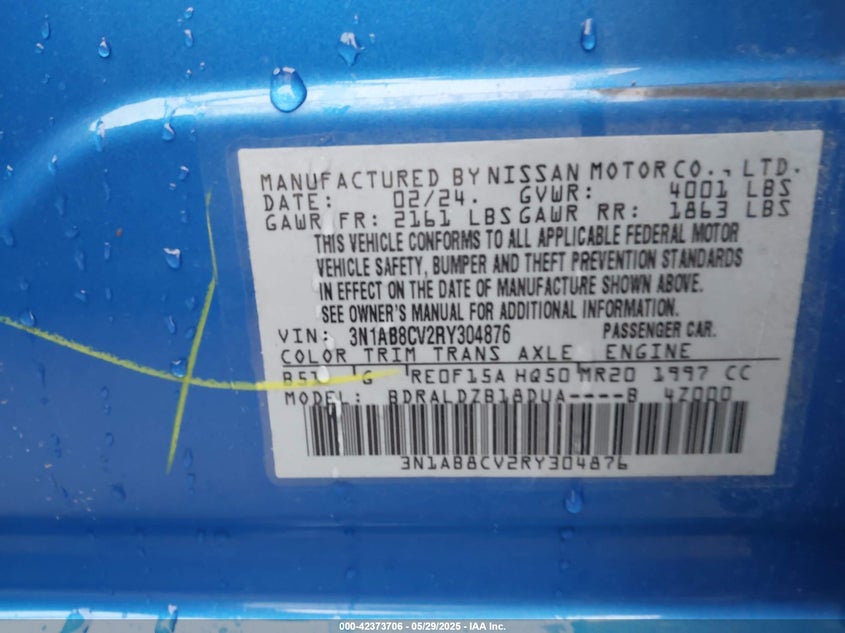 MANUFACTURED BY NISSAN MOTOR CO., LTD.
DATE: 02/24. GVWR: 4001 LBS
GAWR FR: 2161 LBS GAWR RR: 1863 LBS
THIS VEHICLE CONFORMS TO ALL APPLICABLE FEDERAL MOTOR
VEHICLE SAFETY, BUMPER AND THEFT PREVENTION STANDARDS
IN EFFECT ON THE DATE OF MANUFACTURE SHOWN ABOVE.
SEE OWNER'S MANUAL FOR ADDITIONAL INFORMATION.
VIN: 3N1AB8CV2RY304876 PASSENGER CAR.
COLOR TRIM TRANS AXLE ENGINE
G RE0F15A HQ50 MR20 1997 CC
MODEL: BDRALDZB18DUA----B 4Z000
3N1AB8CV2RY304876
000-42373706 - 05/29/2025 - IAA Inc.